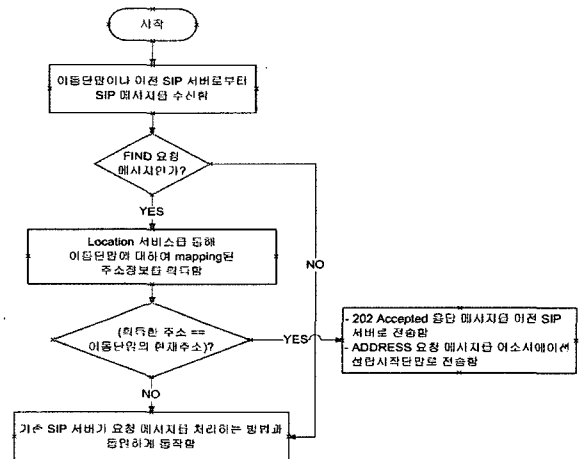 시작
이동단말이나 이전 SIP 서버로부터
SIP 메시지를 수신함
FIND 요청
메시지인가?
YES
Location 서비스를 통해
이동단말에 대하여 mapping된
주소정보를 획득함
NO
(획득한 주소 ==
이동단말의 현재주소)?
YES
- 202 Accepted 응답 메시지를 이전 SIP
서버로 전송함
- ADDRESS 요청 메시지를 어소시에이션
설립시작단말로 전송함
NO
기존 SIP 서버가 요청 메시지를 처리하는 방법과
동일하게 동작함